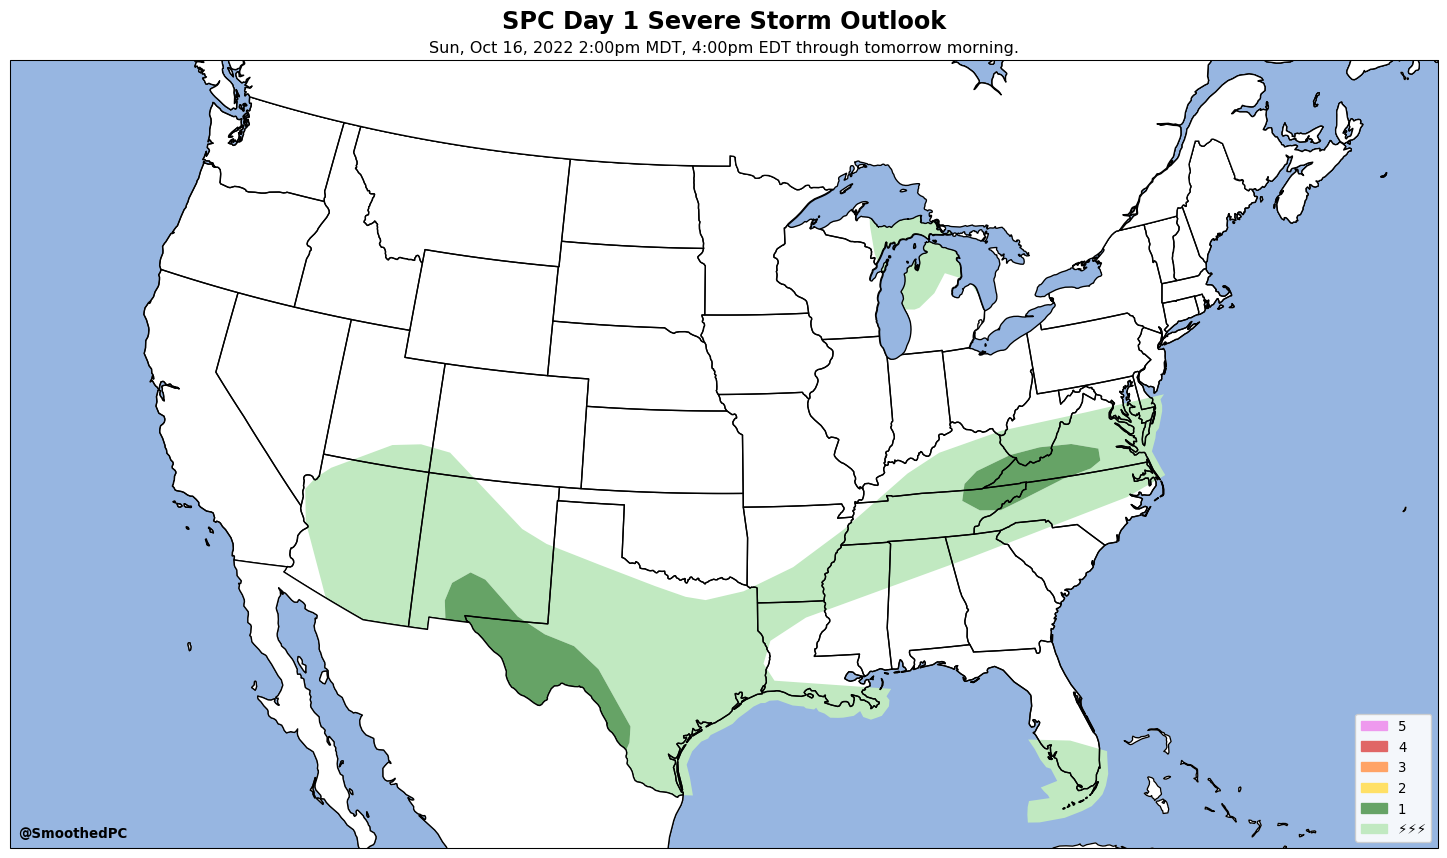 SPC Day 1 Severe Storm Outlook
Sun, Oct 16, 2022 2:00pm MDT, 4:00pm EDT through tomorrow morning.
5
4
3
2
1
⚡⚡⚡
@SmoothedPC